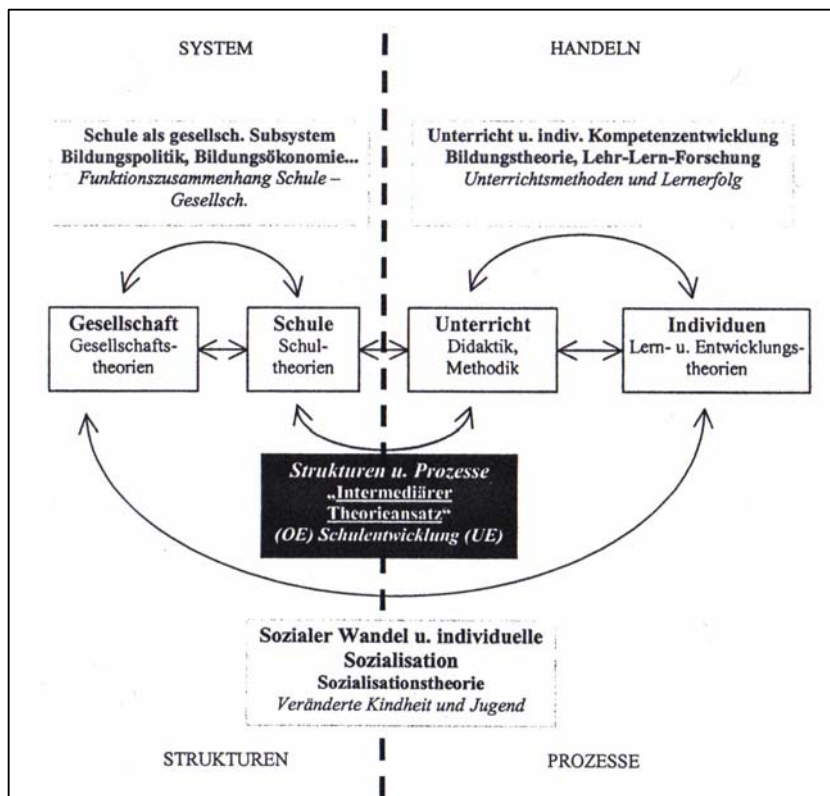 SYSTEM
HANDELN
Schule als gesellsch. Subsystem
Bildungspolitik, Bildungsökonomie...
Funktionszusammenhang Schule –
Gesellsch.
Unterricht u. indiv. Kompetenzentwicklung
Bildungstheorie, Lehr-Lern-Forschung
Unterrichtsmethoden und Lernerfolg
Gesellschaft
Gesellschafts-
theorien
Schule
Schul-
theorien
Unterricht
Didaktik,
Methodik
Individuen
Lern- u. Entwicklungs-
theorien
Strukturen u. Prozesse
„Intermediärer
Theorieansatz“
(OE) Schulentwicklung (UE)
Sozialer Wandel u. individuelle
Sozialisation
Sozialisationstheorie
Veränderte Kindheit und Jugend
STRUKTUREN
PROZESSE